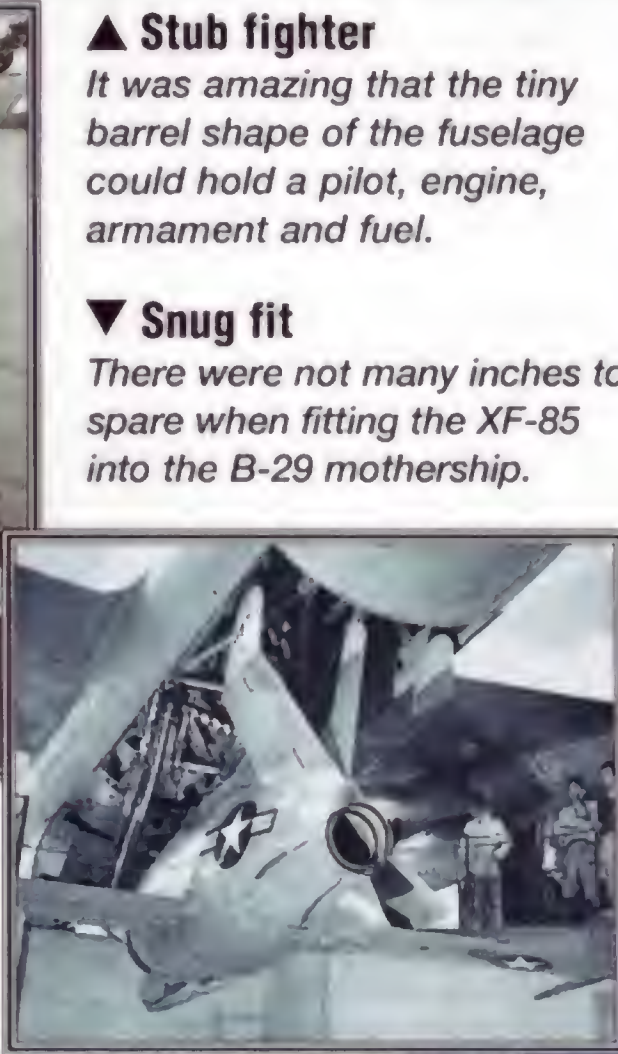 ▲ Stub fighter
It was amazing that the tiny
barrel shape of the fuselage
could hold a pilot, engine,
armament and fuel.
▼ Snug fit
There were not many inches to
spare when fitting the XF-85
into the B-29 mothership.